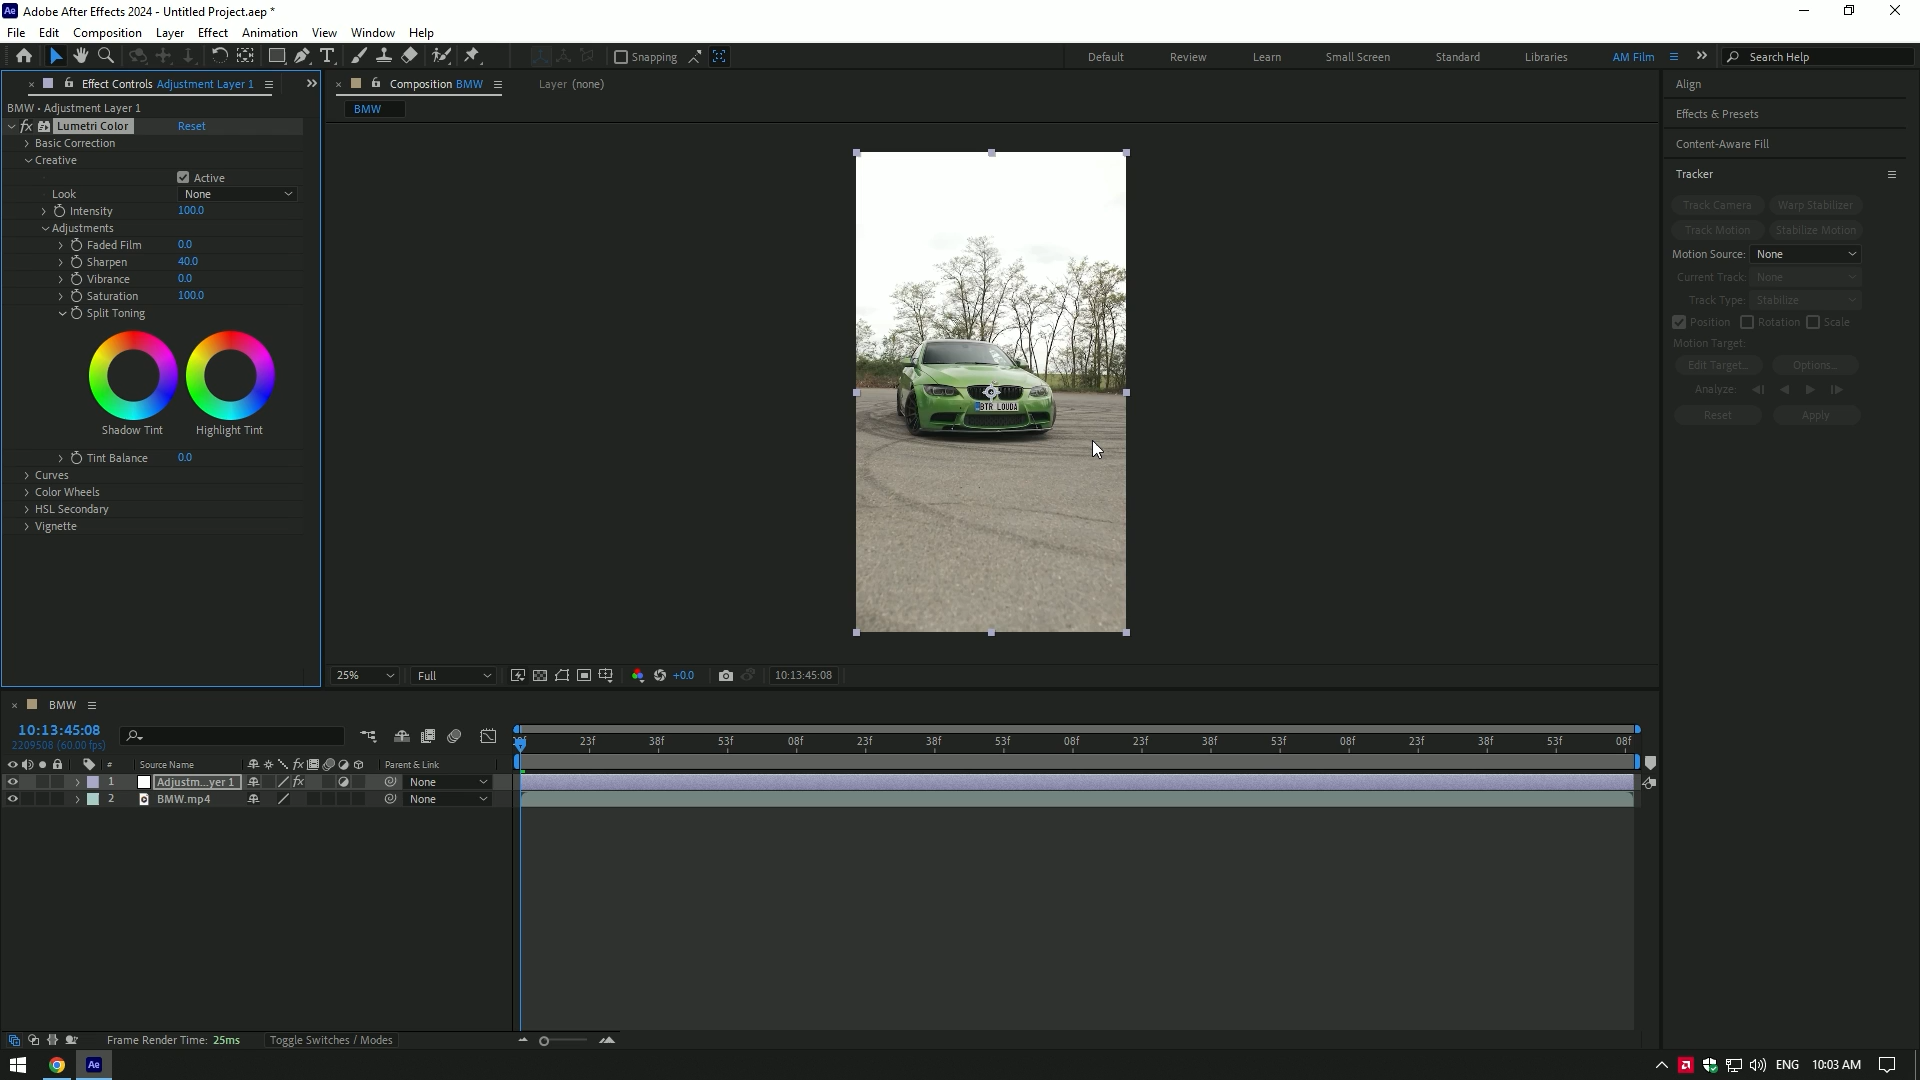 Adobe After Effects 2024 - Untitled Project.aep *
File Edit Composition Layer Effect Animation View Window Help
Snapping
Default Review Learn Small Screen Standard Libraries AM Film
Search Help
Effect Controls Adjustment Layer 1
Composition BMW
Layer (none)
BMW • Adjustment Layer 1
BMW
fx Lumetri Color Reset
Basic Correction
Creative
Active
Look None
Intensity 100.0
Adjustments
Faded Film 0.0
Sharpen 40.0
Vibrance 0.0
Saturation 100.0
Split Toning
Shadow Tint Highlight Tint
Tint Balance 0.0
Curves
Color Wheels
HSL Secondary
Vignette
BTR LOUDA
25% Full +0.0 10:13:45:08
Align
Effects & Presets
Content-Aware Fill
Tracker
Track Camera Warp Stabilizer
Track Motion Stabilize Motion
Motion Source: None
Current Track: None
Track Type: Stabilize
Position Rotation Scale
Motion Target:
Edit Target... Options...
Analyze:
Reset Apply
BMW
10:13:45:08
2209508 (60.00 fps)
23f 38f 53f 08f 23f 38f 53f 08f 23f 38f 53f 08f 23f 38f 53f 08f
# Source Name fx Parent & Link
1 Adjustm...yer 1 fx None
2 BMW.mp4 None
Frame Render Time: 25ms Toggle Switches / Modes
Ae ENG 10:03 AM